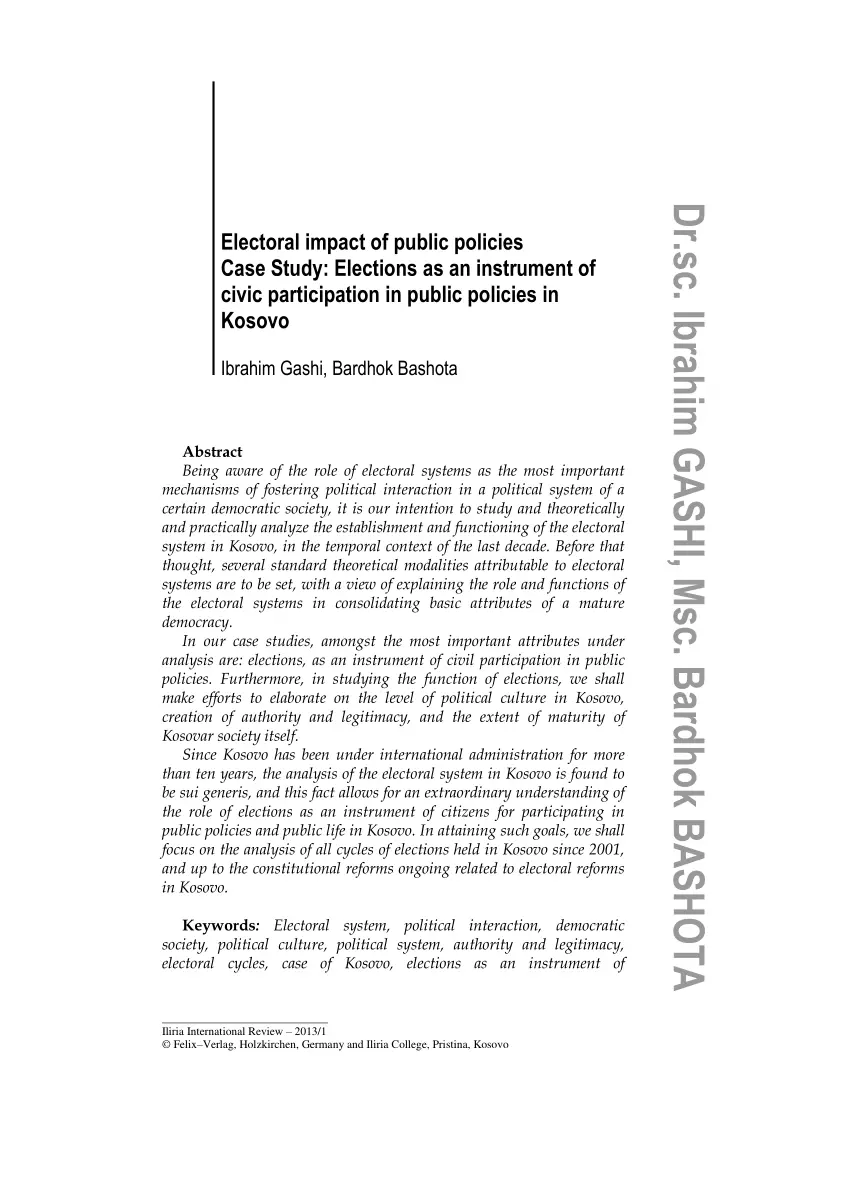 Electoral impact of public policies
Case Study: Elections as an instrument of
civic participation in public policies in
Kosovo
Ibrahim Gashi, Bardhok Bashota
Dr.sc. Ibrahim GASHI, Msc. Bardhok BASHOTA
Abstract
Being aware of the role of electoral systems as the most important
mechanisms of fostering political interaction in a political system of a
certain democratic society, it is our intention to study and theoretically
and practically analyze the establishment and functioning of the electoral
system in Kosovo, in the temporal context of the last decade. Before that
thought, several standard theoretical modalities attributable to electoral
systems are to be set, with a view of explaining the role and functions of
the electoral systems in consolidating basic attributes of a mature
democracy.
In our case studies, amongst the most important attributes under
analysis are: elections, as an instrument of civil participation in public
policies. Furthermore, in studying the function of elections, we shall
make efforts to elaborate on the level of political culture in Kosovo,
creation of authority and legitimacy, and the extent of maturity of
Kosovar society itself.
Since Kosovo has been under international administration for more
than ten years, the analysis of the electoral system in Kosovo is found to
be sui generis, and this fact allows for an extraordinary understanding of
the role of elections as an instrument of citizens for participating in
public policies and public life in Kosovo. In attaining such goals, we shall
focus on the analysis of all cycles of elections held in Kosovo since 2001,
and up to the constitutional reforms ongoing related to electoral reforms
in Kosovo.
Keywords: Electoral system, political interaction, democratic
society, political culture, political system, authority and legitimacy,
electoral cycles, case of Kosovo, elections as an instrument of
Iliria International Review – 2013/1
© Felix–Verlag, Holzkirchen, Germany and Iliria College, Pristina, Kosovo